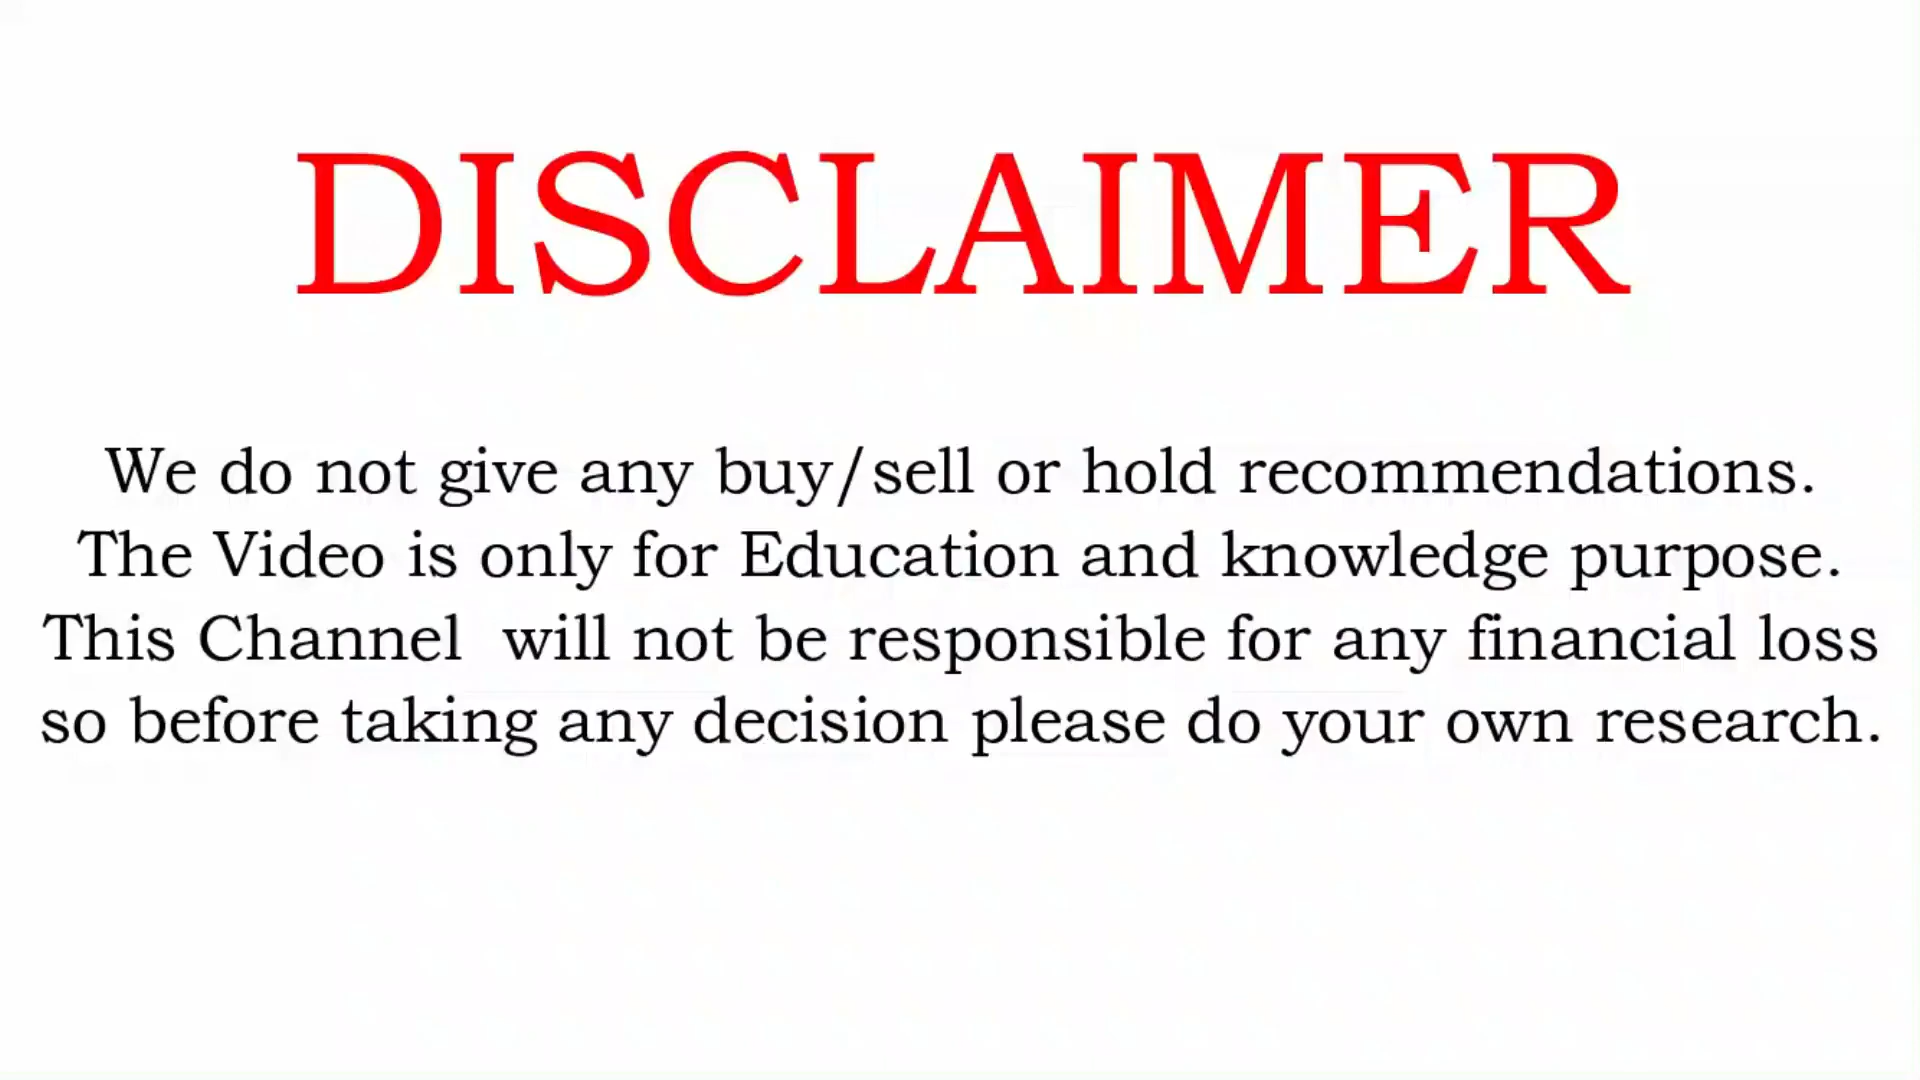 DISCLAIMER
We do not give any buy/sell or hold recommendations.
The Video is only for Education and knowledge purpose.
This Channel  will not be responsible for any financial loss
so before taking any decision please do your own research.